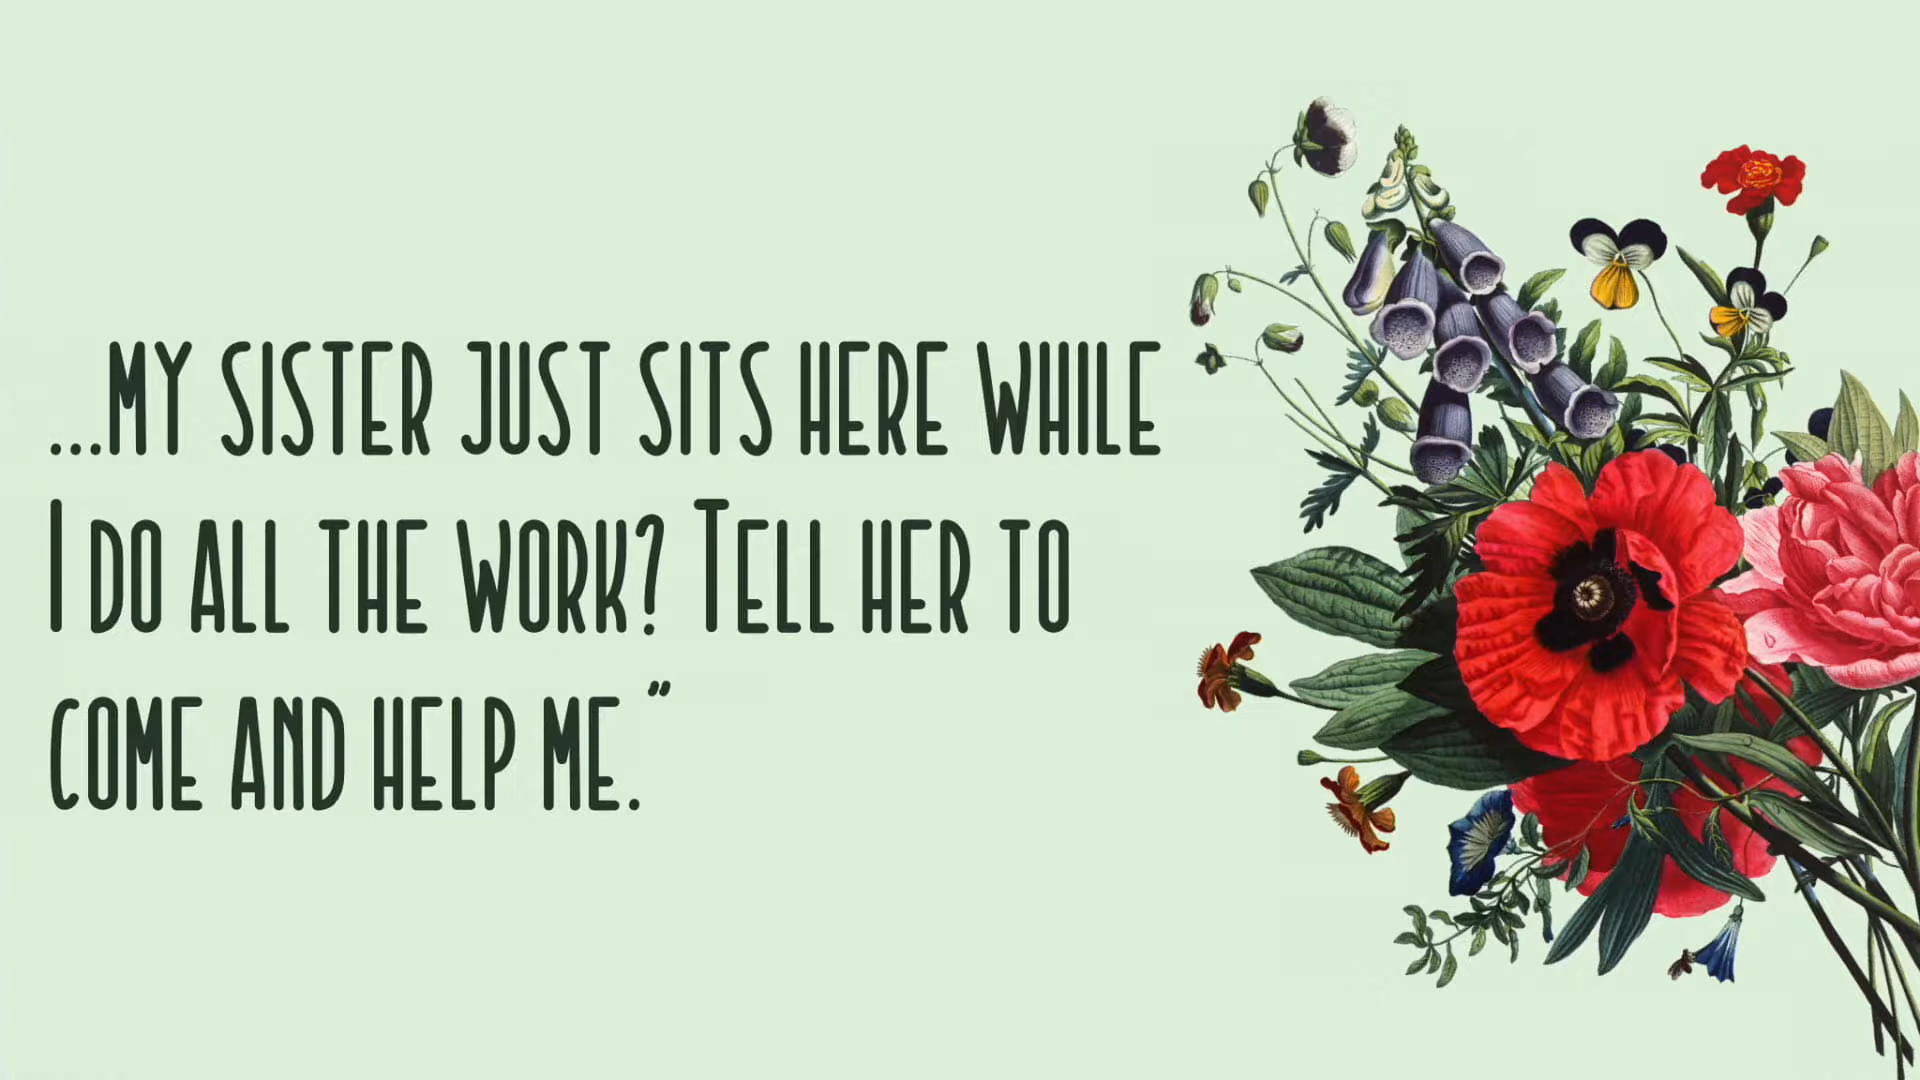 ...my sister just sits here while
I do all the work? Tell her to
come and help me.”